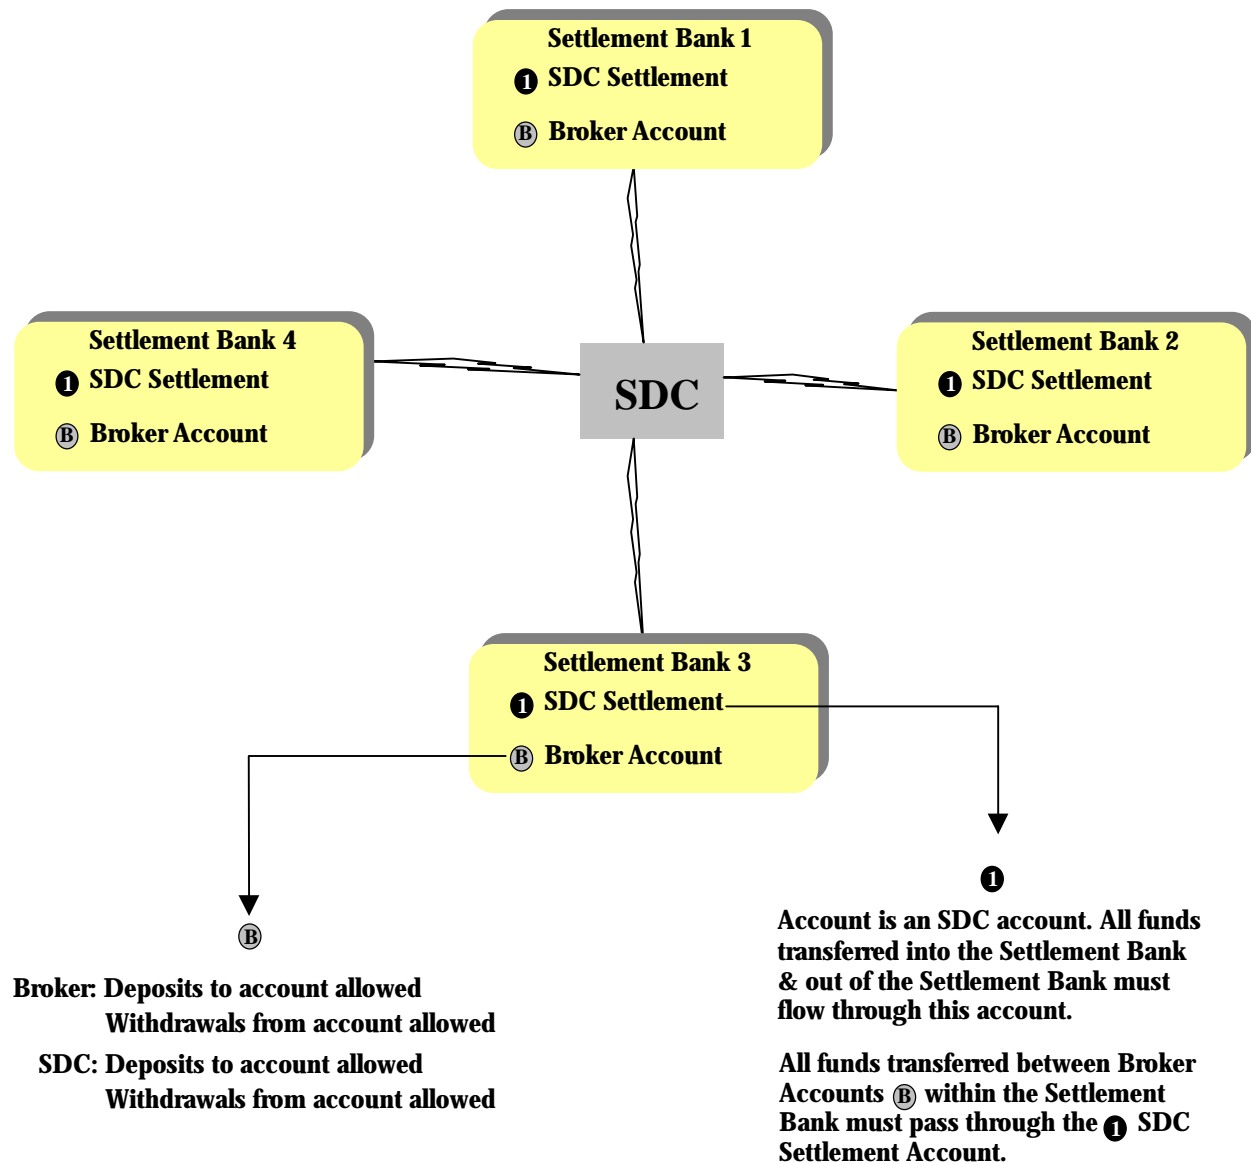 Settlement Bank 1
1 SDC Settlement
B Broker Account
Settlement Bank 4
1 SDC Settlement
B Broker Account
SDC
Settlement Bank 2
1 SDC Settlement
B Broker Account
Settlement Bank 3
1 SDC Settlement
B Broker Account
B
Broker: Deposits to account allowed
Withdrawals from account allowed
SDC: Deposits to account allowed
Withdrawals from account allowed
1
Account is an SDC account. All funds
transferred into the Settlement Bank
& out of the Settlement Bank must
flow through this account.
All funds transferred between Broker
Accounts B within the Settlement
Bank must pass through the 1 SDC
Settlement Account.